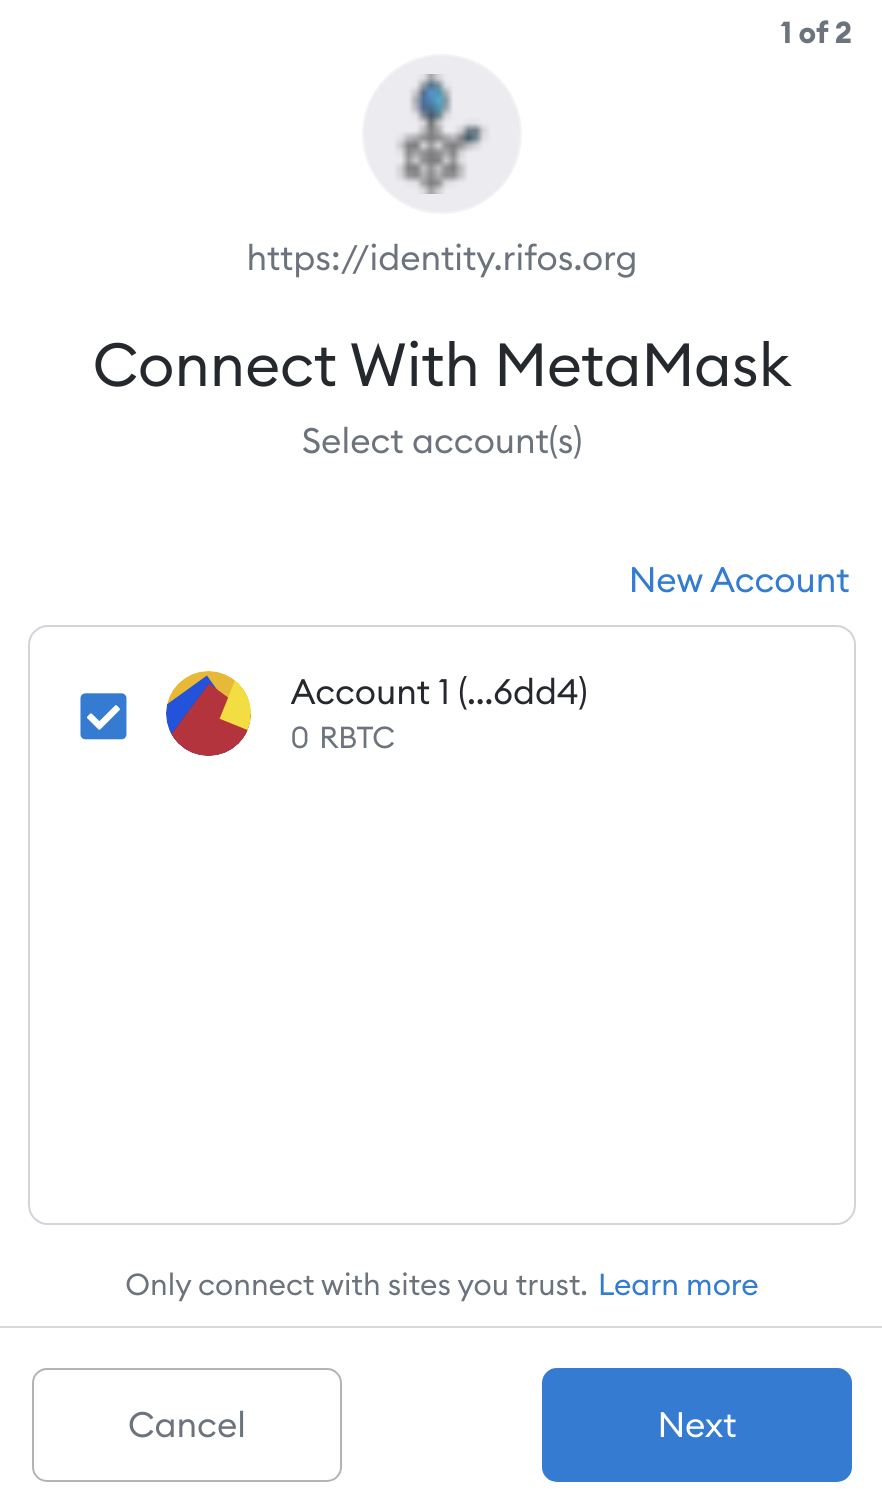 1 of 2
https://identity.rifos.org
Connect With MetaMask
Select account(s)
New Account
Account 1 (...6dd4)
0 RBTC
Only connect with sites you trust. Learn more
Cancel
Next